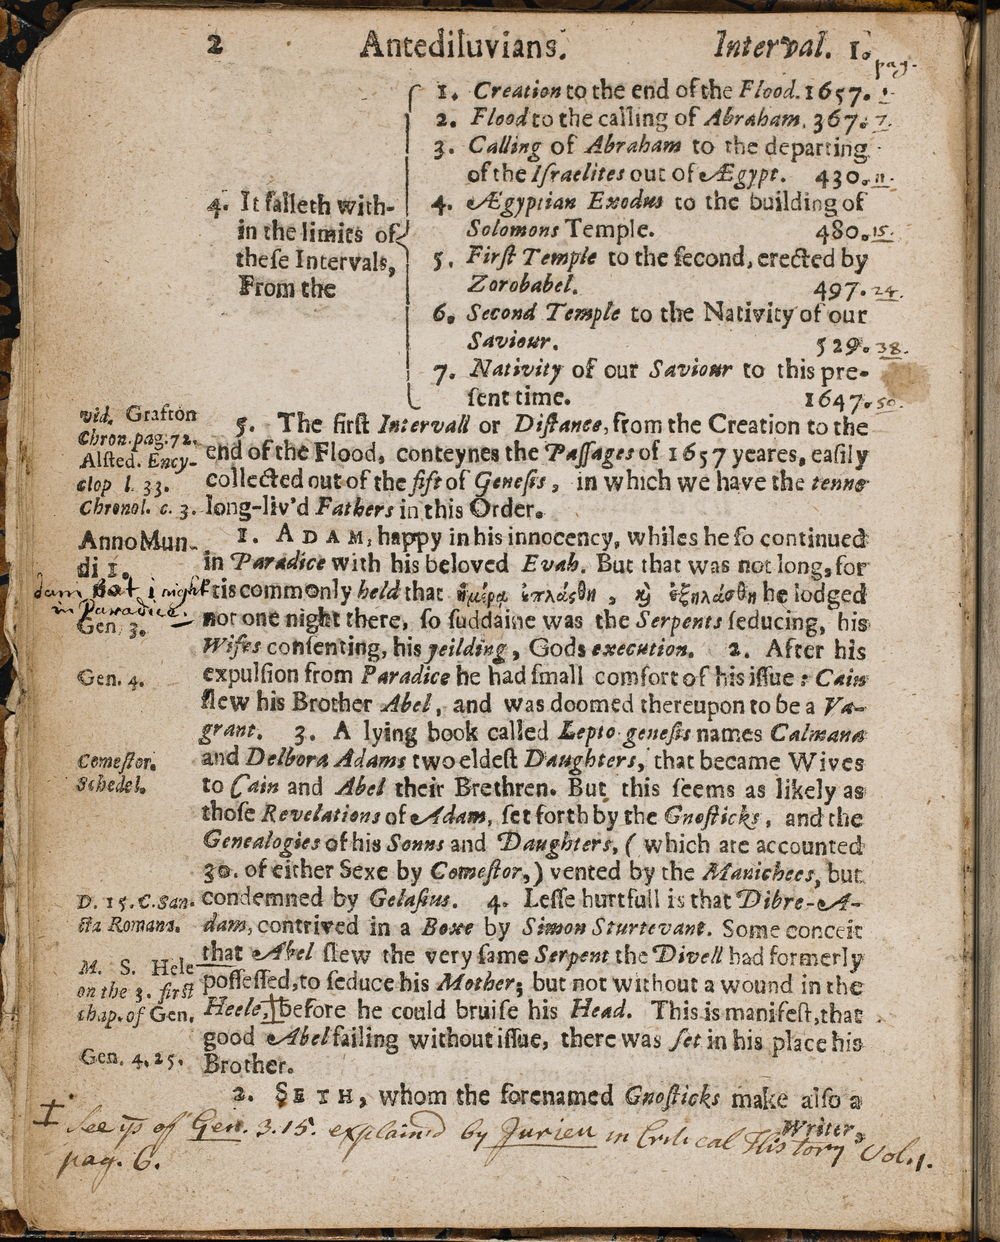 2 Antediluvians. Interval. 1.
pag.
1. Creation to the end of the Flood. 1657. 1.
2. Flood to the calling of Abraham. 367. 7.
3. Calling of Abraham to the departing
of the Iſraelites out of Ægypt. 430. 11.
4. Ægyptian Exodus to the building of
Solomons Temple. 480. 15.
5. Firſt Temple to the ſecond, erected by
Zorobabel. 497. 24.
6. Second Temple to the Nativity of our
Saviour. 529. 38.
7. Nativity of our Saviour to this pre-
ſent time. 1647. 50.
4. It falleth with-
in the limits of
theſe Intervals,
From the
vid. Grafton
Chron. pag. 72.
Alſted. Ency-
clop l. 33.
Chronol. c. 3.
5. The firſt Intervall or Diſtance, from the Creation to the
end of the Flood, conteynes the Paſſages of 1657 yeares, eaſily
collected out of the fift of Geneſis, in which we have the tenne
long-liv'd Fathers in this Order.
Anno Mun-
di 1.
1. ADAM, happy in his innocency, whiles he ſo continued
in Paradice with his beloved Evah. But that was not long, for
'tis commonly held that ἡμέρᾳ ἐπλάσθη, ϗ ἐξηλάσθη he lodged
not one night there, ſo ſuddaine was the Serpents ſeducing, his
Wifes conſenting, his yeilding, Gods execution. 2. After his
expulſion from Paradice he had ſmall comfort of his iſſue: Cain
ſlew his Brother Abel, and was doomed thereupon to be a Va-
grant. 3. A lying book called Lepto-geneſis names Calmana
and Delbora Adams two eldeſt Daughters, that became Wives
to Cain and Abel their Brethren. But this ſeems as likely as
thoſe Revelations of Adam, ſet forth by the Gnoſticks, and the
Genealogies of his Sonns and Daughters, (which are accounted
30. of either Sexe by Comeſtor,) vented by the Manichees, but
condemned by Gelaſius. 4. Leſſe hurtfull is that Dibre-A-
dam, contrived in a Boxe by Simon Sturtevant. Some conceit
that Abel ſlew the very ſame Serpent the Divell had formerly
poſſeſſed, to ſeduce his Mother; but not without a wound in the
Heele, ‡ before he could bruiſe his Head. This is manifeſt, that
good Abel failing without iſſue, there was ſet in his place his
Brother.
dam not 1 night
in Paradice.
Gen. 3.
Gen. 4.
Comeſtor.
Schedel.
D. 15. C. San-
cta Romana.
M. S. Hele
on the 3. firſt
chap. of Gen.
Gen. 4. 25.
2. SETH, whom the forenamed Gnoſticks make alſo a
Writer,
‡ See ys of Gen. 3.15. explain'd by Jurieu in Critical History Vol. 1.
pag. 6.